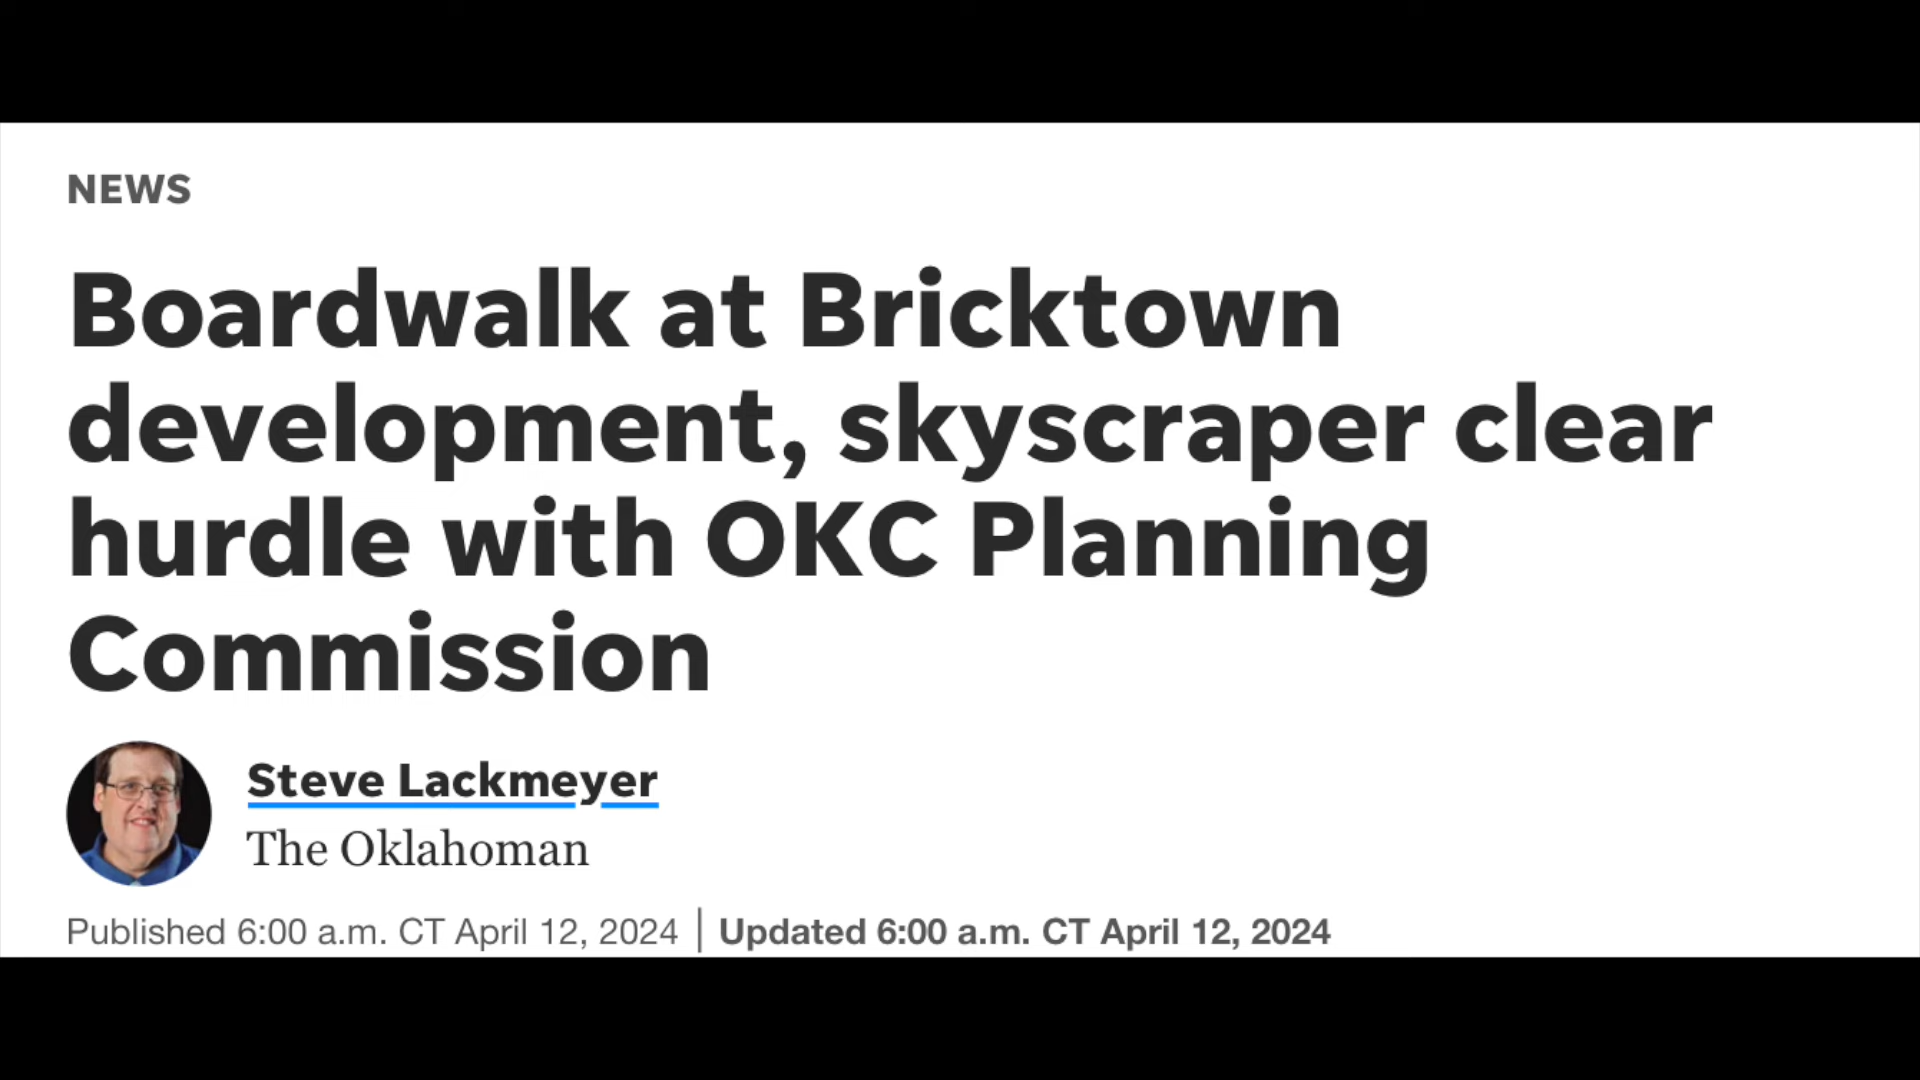 NEWS
Boardwalk at Bricktown
development, skyscraper clear
hurdle with OKC Planning
Commission
Steve Lackmeyer
The Oklahoman
Published 6:00 a.m. CT April 12, 2024 | Updated 6:00 a.m. CT April 12, 2024